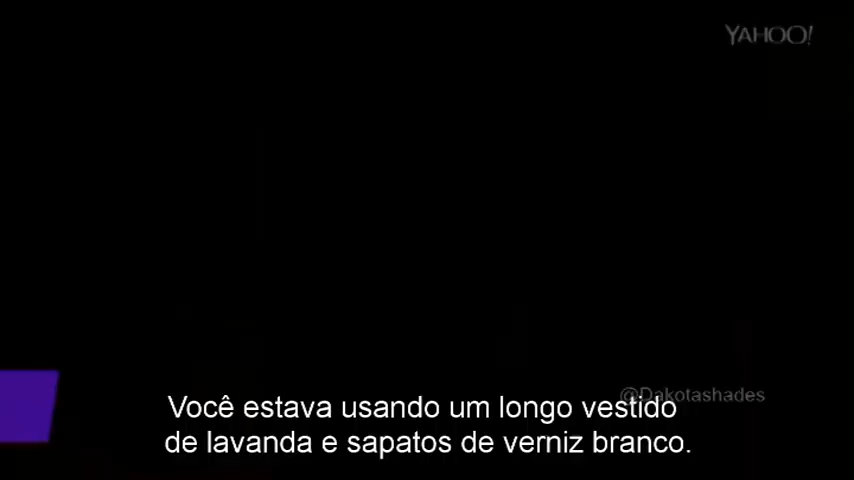 YAHOO!
@Dakotashades
Você estava usando um longo vestido
de lavanda e sapatos de verniz branco.